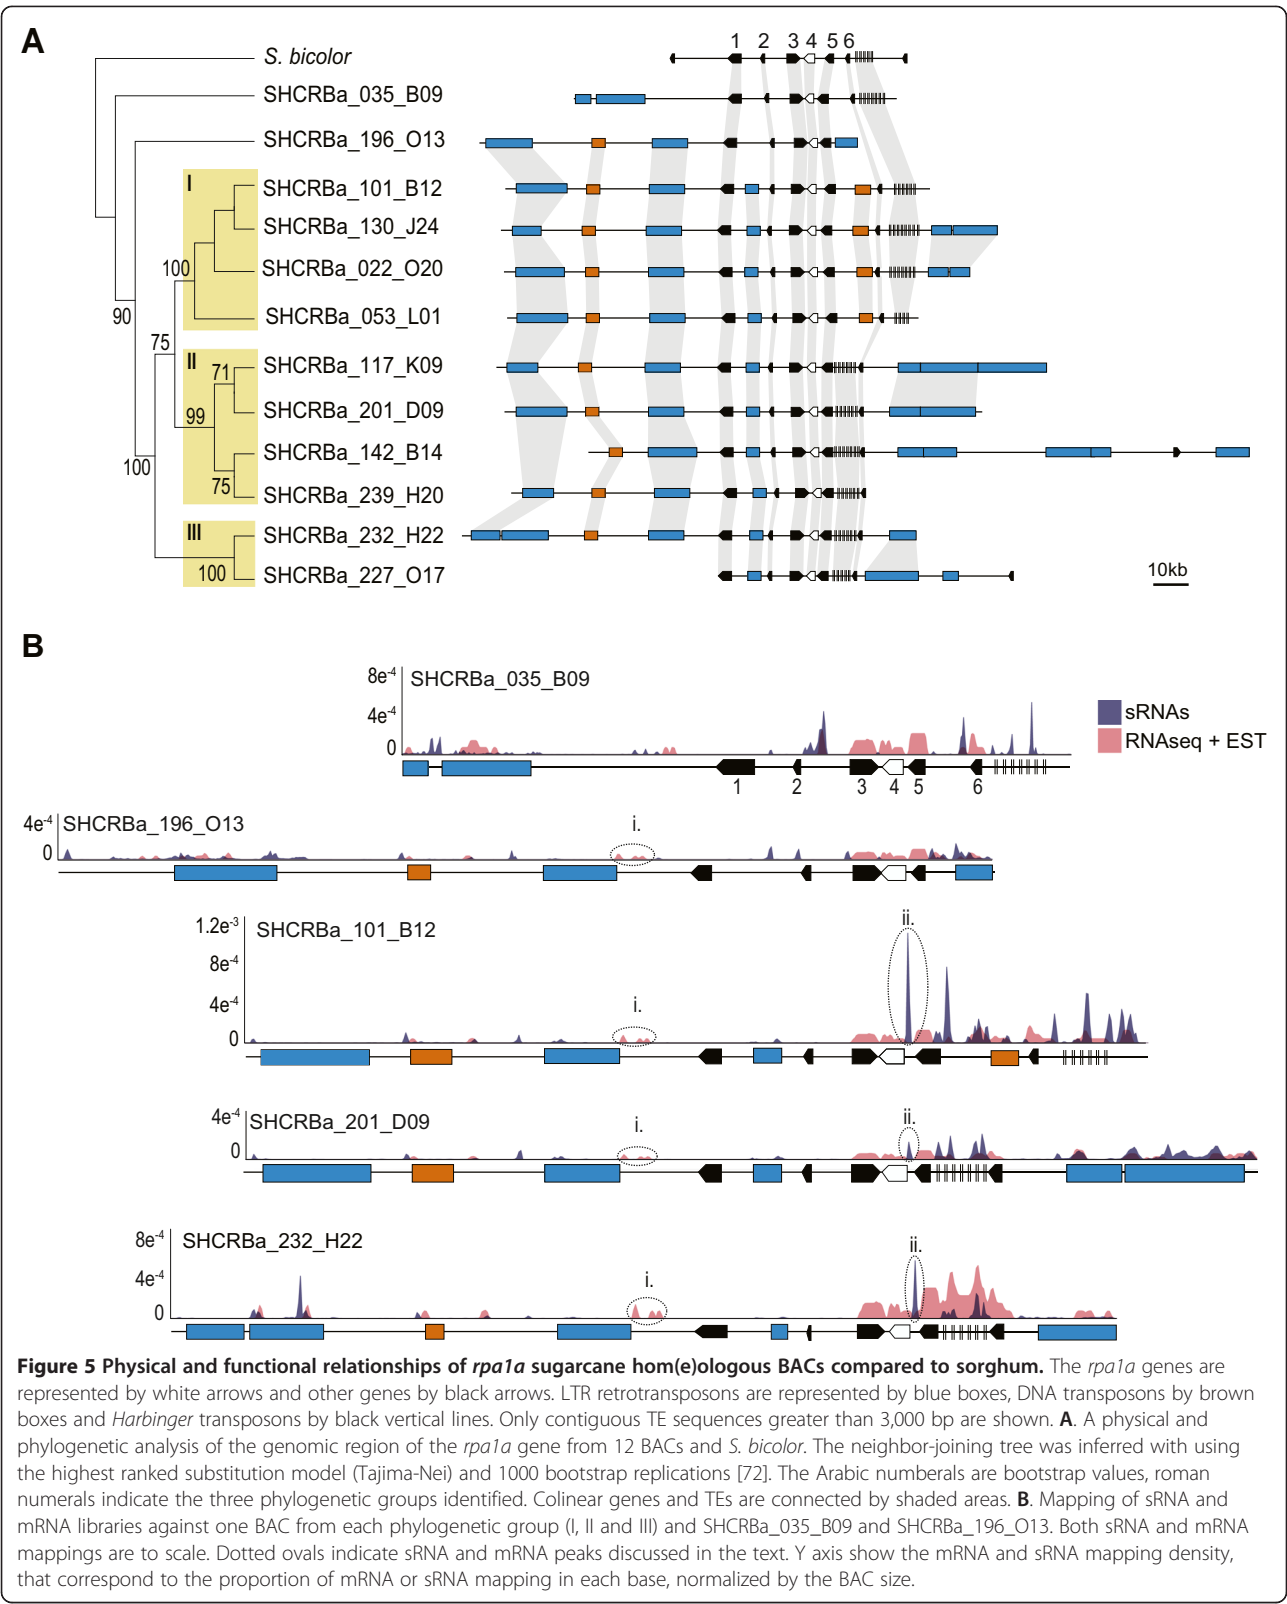 A
1 2 3 4 5 6
S. bicolor
SHCRBa_035_B09
SHCRBa_196_O13
I
SHCRBa_101_B12
SHCRBa_130_J24
100
SHCRBa_022_O20
SHCRBa_053_L01
90
75
II
SHCRBa_117_K09
71
SHCRBa_201_D09
99
SHCRBa_142_B14
100
75
SHCRBa_239_H20
III
SHCRBa_232_H22
100
SHCRBa_227_O17
10kb
B
8e-4
SHCRBa_035_B09
4e-4
0
sRNAs
RNAseq + EST
1 2 3 4 5 6
4e-4
SHCRBa_196_O13
i.
0
1.2e-3
SHCRBa_101_B12
ii.
8e-4
4e-4
i.
0
4e-4
SHCRBa_201_D09
i.
ii.
0
8e-4
SHCRBa_232_H22
ii.
4e-4
i.
0
Figure 5 Physical and functional relationships of rpa1a sugarcane hom(e)ologous BACs compared to sorghum. The rpa1a genes are
represented by white arrows and other genes by black arrows. LTR retrotransposons are represented by blue boxes, DNA transposons by brown
boxes and Harbinger transposons by black vertical lines. Only contiguous TE sequences greater than 3,000 bp are shown. A. A physical and
phylogenetic analysis of the genomic region of the rpa1a gene from 12 BACs and S. bicolor. The neighbor-joining tree was inferred with using
the highest ranked substitution model (Tajima-Nei) and 1000 bootstrap replications [72]. The Arabic numberals are bootstrap values, roman
numerals indicate the three phylogenetic groups identified. Colinear genes and TEs are connected by shaded areas. B. Mapping of sRNA and
mRNA libraries against one BAC from each phylogenetic group (I, II and III) and SHCRBa_035_B09 and SHCRBa_196_O13. Both sRNA and mRNA
mappings are to scale. Dotted ovals indicate sRNA and mRNA peaks discussed in the text. Y axis show the mRNA and sRNA mapping density,
that correspond to the proportion of mRNA or sRNA mapping in each base, normalized by the BAC size.